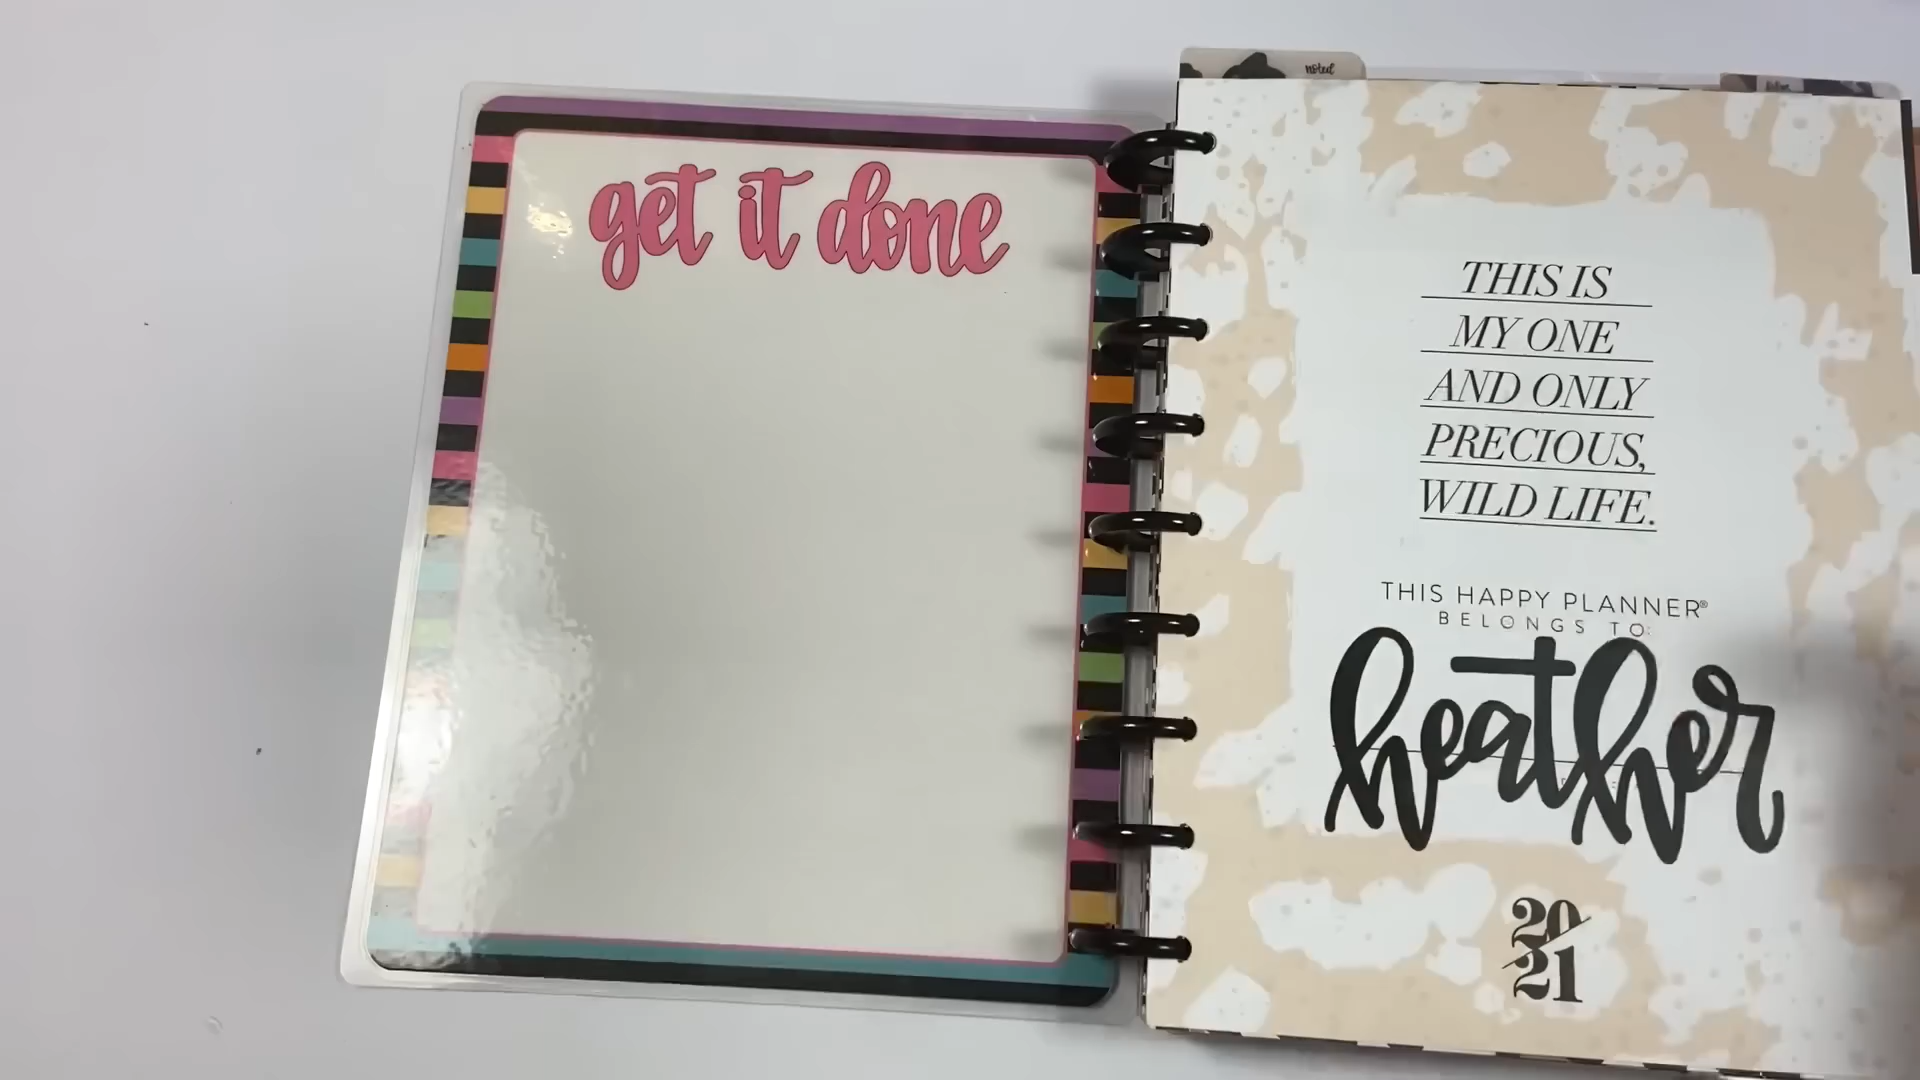 noted
get it done
THIS IS
MY ONE
AND ONLY
PRECIOUS,
WILD LIFE.
THIS HAPPY PLANNER®
BELONGS TO:
heather
20
21